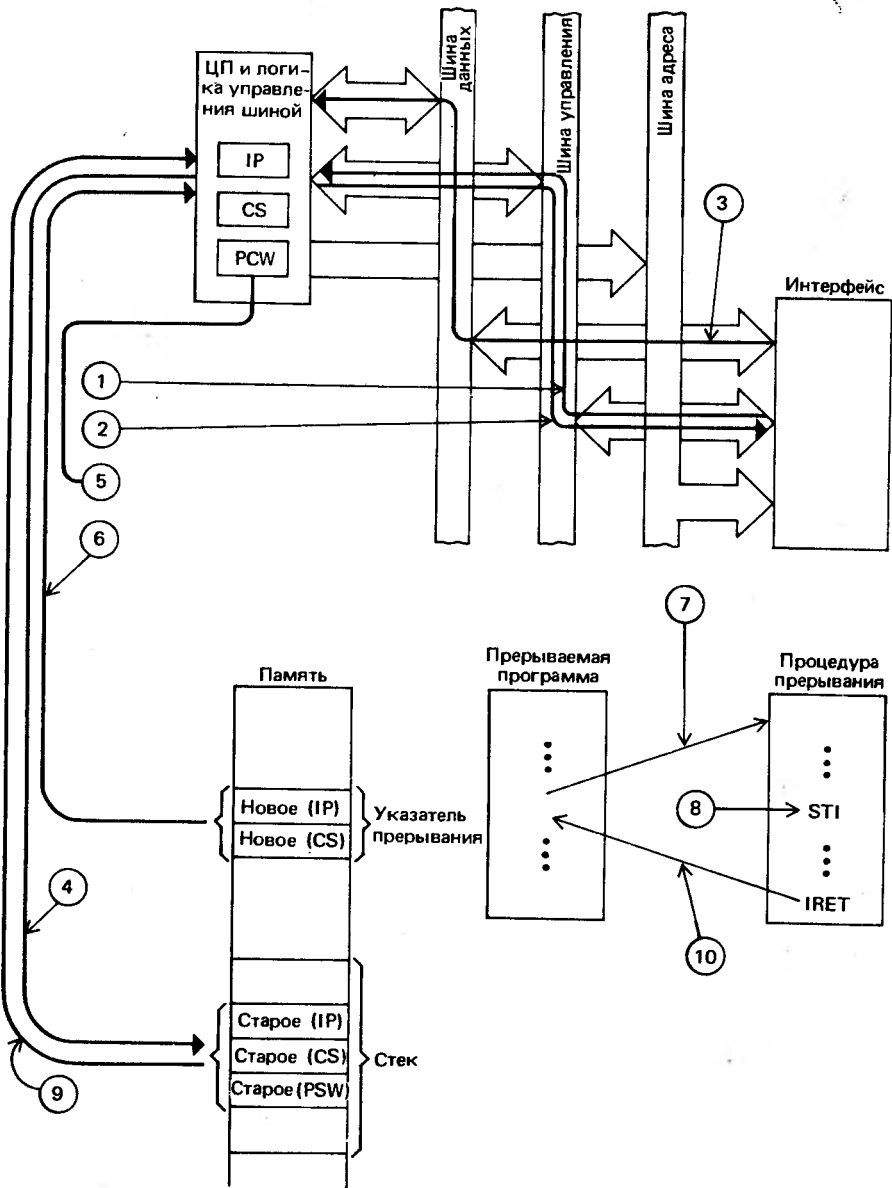 ЦП и логи-
ка управле-
ния шиной
IP
CS
PCW
Шина
данных
Шина управления
Шина адреса
3
Интерфейс
1
2
5
6
7
Память
Прерываемая
программа
Процедура
прерывания
Новое (IP)
Новое (CS)
Указатель
прерывания
8
STI
4
IRET
10
Старое (IP)
Старое (CS)
Старое (PSW)
Стек
9